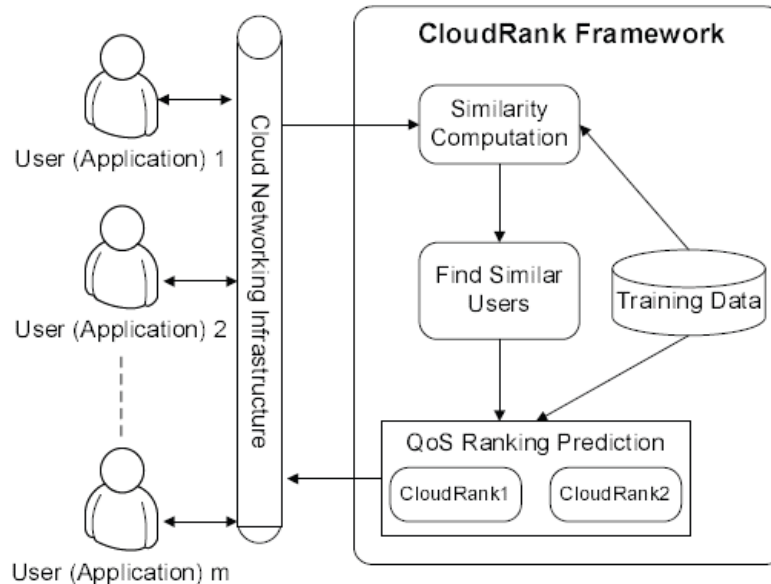 CloudRank Framework
Similarity
Computation
User (Application) 1
Cloud Networking Infrastructure
Find Similar
Users
Training Data
User (Application) 2
QoS Ranking Prediction
CloudRank1
CloudRank2
User (Application) m